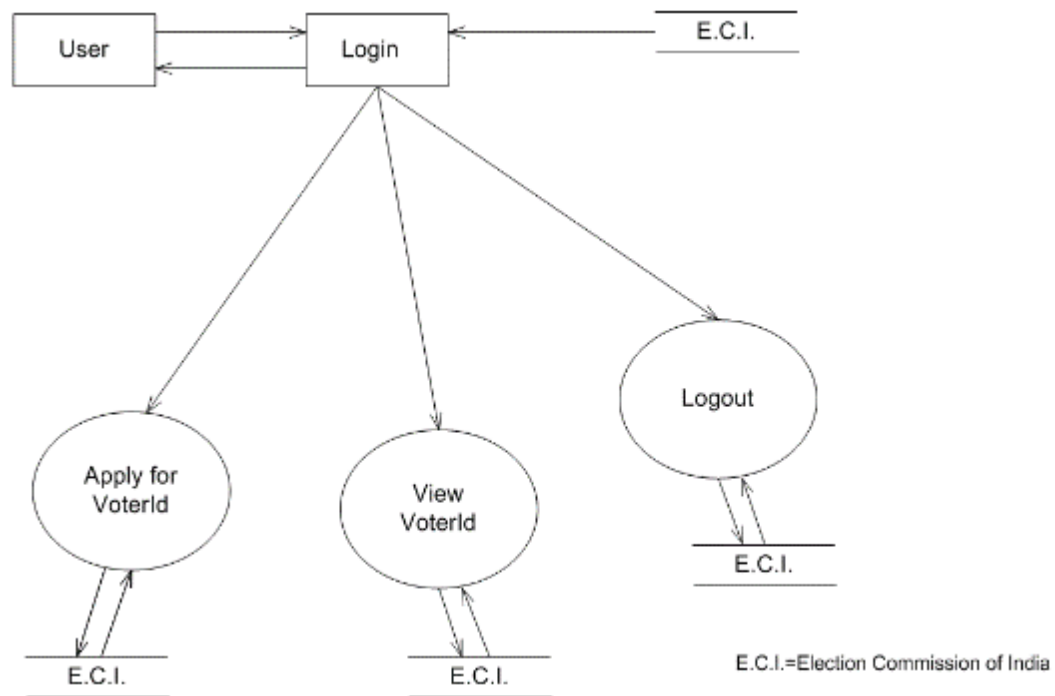 User
Login
E.C.I.
Logout
Apply for
VoterId
View
VoterId
E.C.I.
E.C.I.
E.C.I.
E.C.I.=Election Commission of India